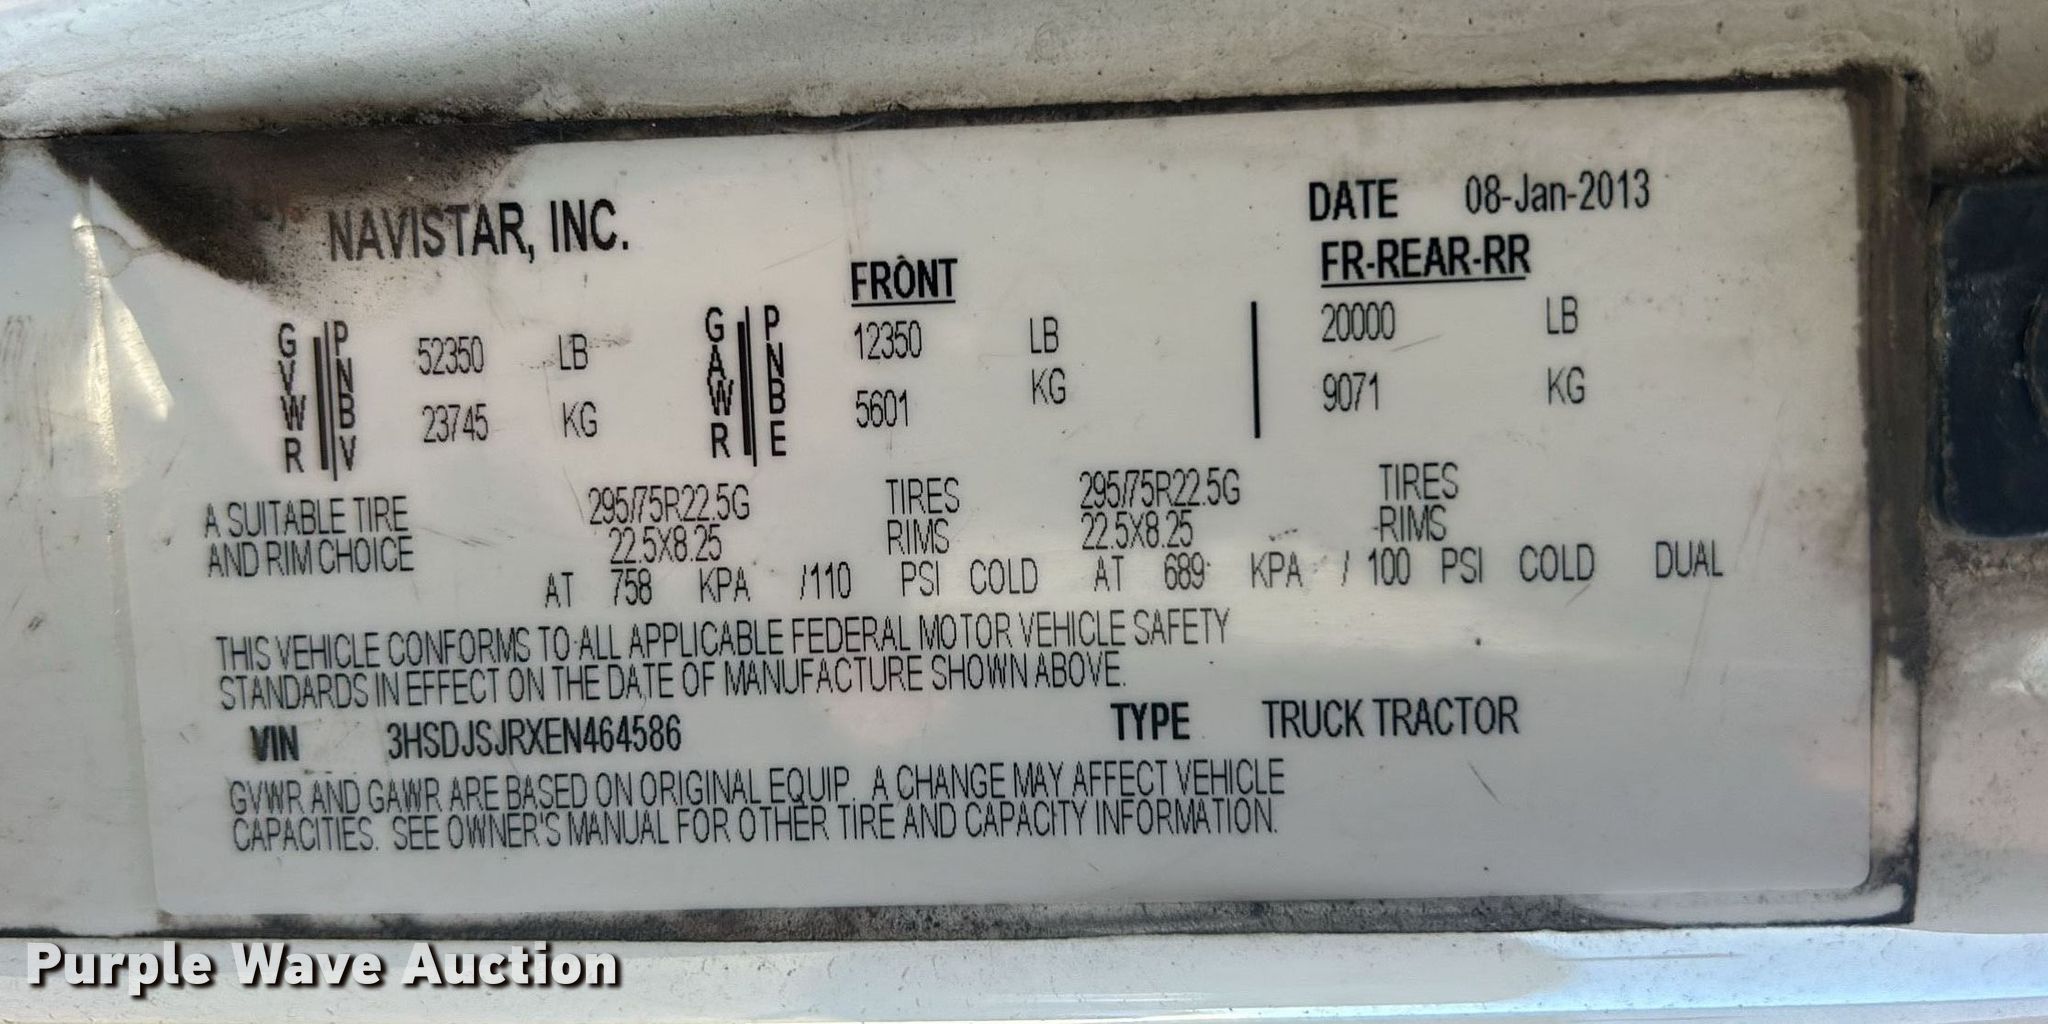 NAVISTAR, INC.
DATE 08-Jan-2013
FRONT FR-REAR-RR
GVWR PNBV 52350 LB GAWR PNBE 12350 LB 20000 LB
23745 KG 5601 KG 9071 KG
A SUITABLE TIRE 295/75R22.5G TIRES 295/75R22.5G TIRES
AND RIM CHOICE 22.5X8.25 RIMS 22.5X8.25 RIMS
AT 758 KPA /110 PSI COLD AT 689 KPA / 100 PSI COLD DUAL
THIS VEHICLE CONFORMS TO ALL APPLICABLE FEDERAL MOTOR VEHICLE SAFETY
STANDARDS IN EFFECT ON THE DATE OF MANUFACTURE SHOWN ABOVE.
VIN 3HSDJSJRXEN464586 TYPE TRUCK TRACTOR
GVWR AND GAWR ARE BASED ON ORIGINAL EQUIP. A CHANGE MAY AFFECT VEHICLE
CAPACITIES. SEE OWNER'S MANUAL FOR OTHER TIRE AND CAPACITY INFORMATION.
Purple Wave Auction